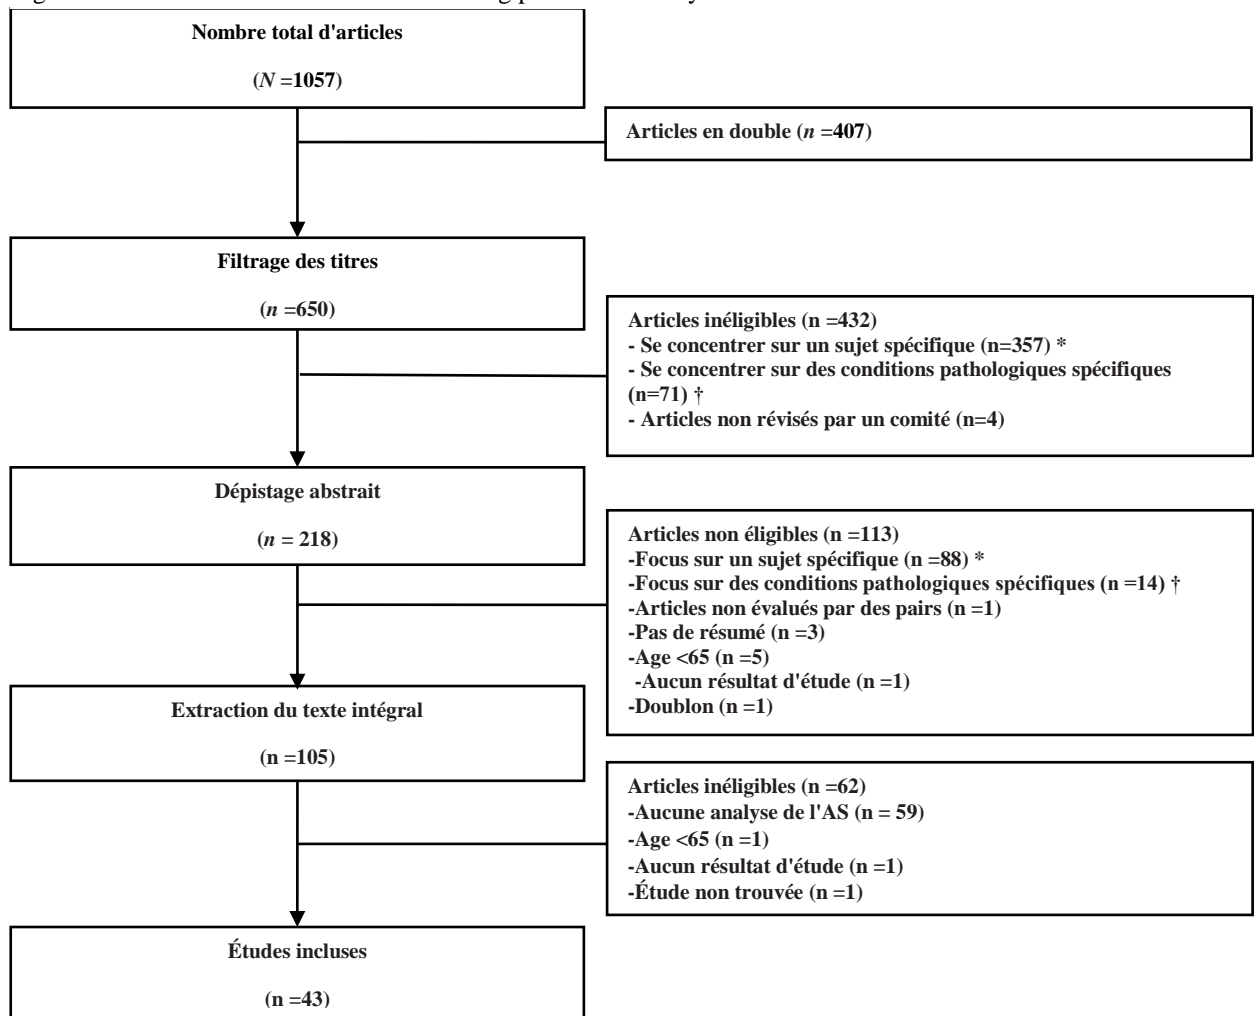 Nombre total d'articles
(N =1057)
Articles en double (n =407)
Filtrage des titres
(n =650)
Articles inéligibles (n =432)
- Se concentrer sur un sujet spécifique (n=357) *
- Se concentrer sur des conditions pathologiques spécifiques
(n=71) †
- Articles non révisés par un comité (n=4)
Dépistage abstrait
(n = 218)
Articles non éligibles (n =113)
-Focus sur un sujet spécifique (n =88) *
-Focus sur des conditions pathologiques spécifiques (n =14) †
-Articles non évalués par des pairs (n =1)
-Pas de résumé (n =3)
-Age <65 (n =5)
-Aucun résultat d'étude (n =1)
-Doublon (n =1)
Extraction du texte intégral
(n =105)
Articles inéligibles (n =62)
-Aucune analyse de l'AS (n = 59)
-Age <65 (n =1)
-Aucun résultat d'étude (n =1)
-Étude non trouvée (n =1)
Études incluses
(n =43)